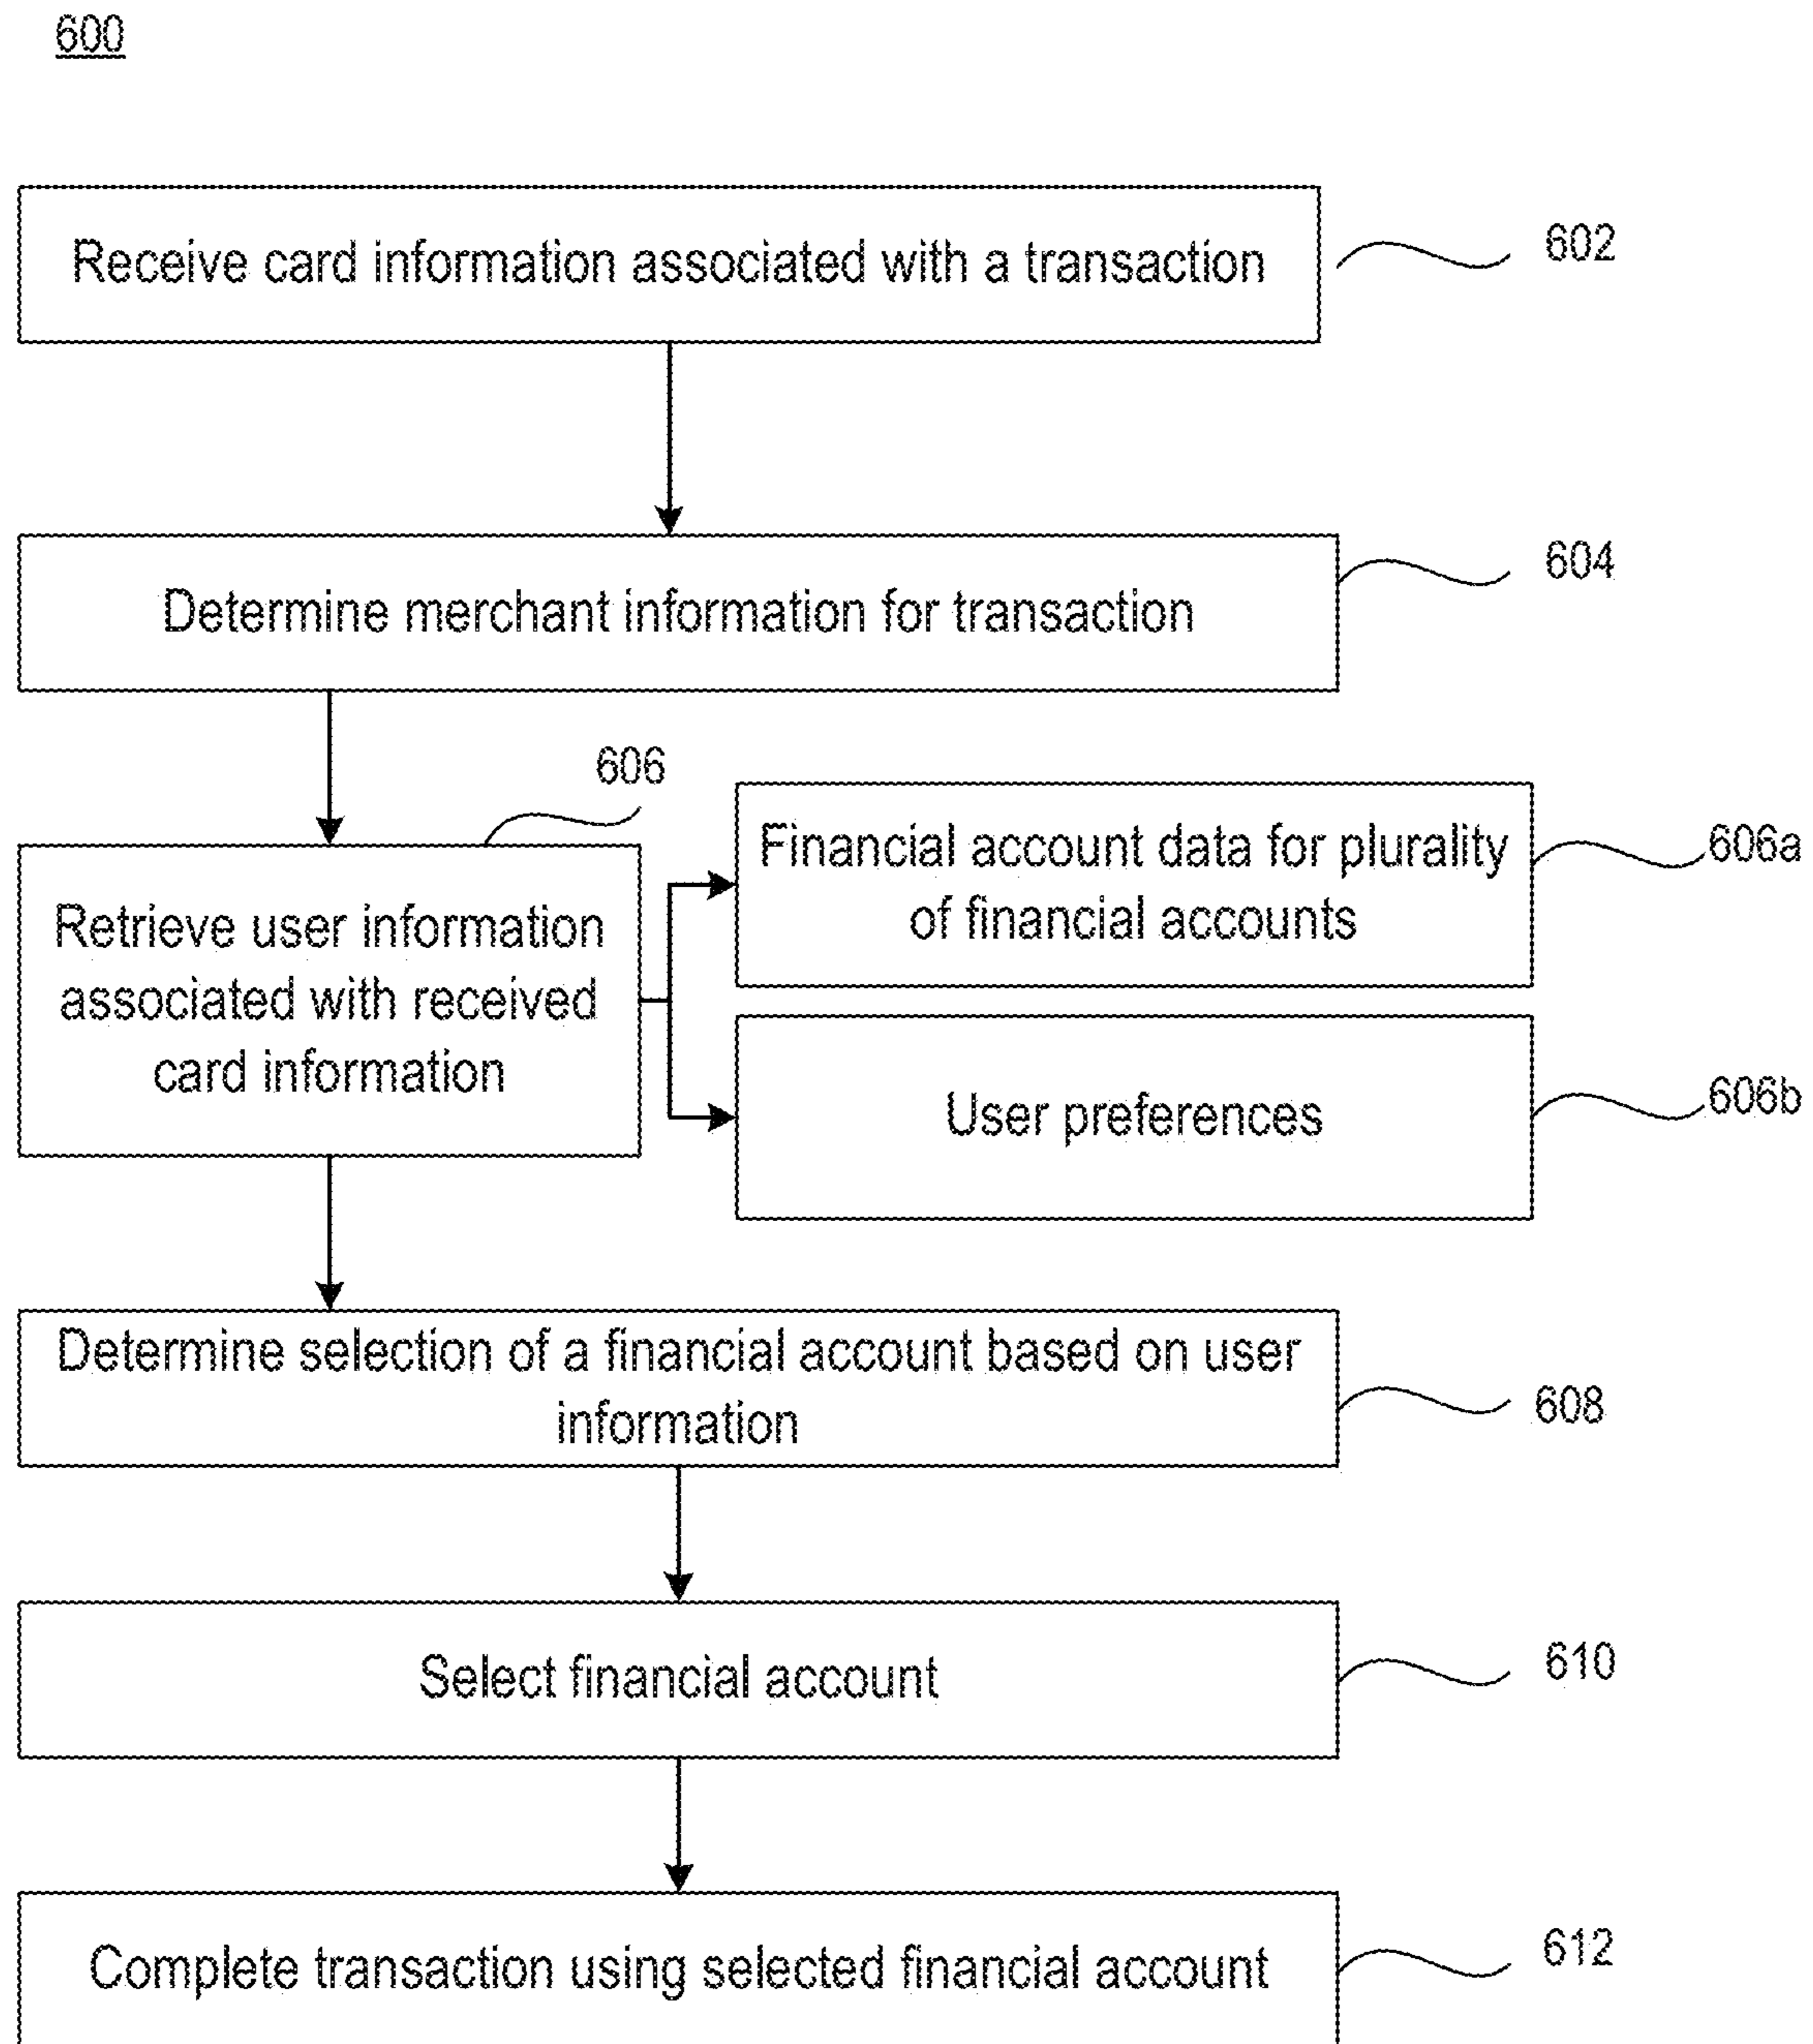 600
Receive card information associated with a transaction
602
Determine merchant information for transaction
604
606
Retrieve user information
associated with received
card information
Financial account data for plurality
of financial accounts
606a
User preferences
606b
Determine selection of a financial account based on user
information
608
Select financial account
610
Complete transaction using selected financial account
612